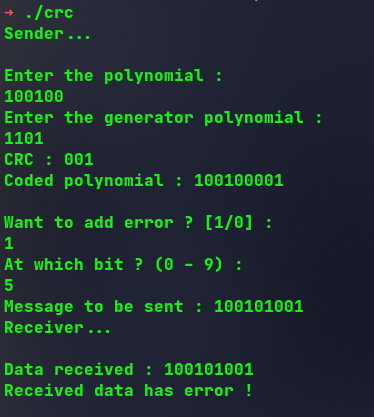 → ./crc
Sender...
Enter the polynomial :
100100
Enter the generator polynomial :
1101
CRC : 001
Coded polynomial : 100100001
Want to add error ? [1/0] :
1
At which bit ? (0 - 9) :
5
Message to be sent : 100101001
Receiver...
Data received : 100101001
Received data has error !